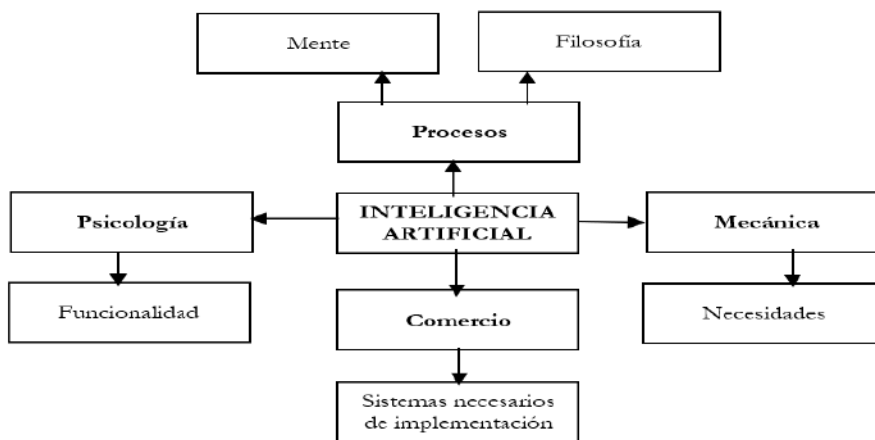 Mente
Filosofía
Procesos
Psicología
INTELIGENCIA
ARTIFICIAL
Mecánica
Funcionalidad
Comercio
Necesidades
Sistemas necesarios
de implementación